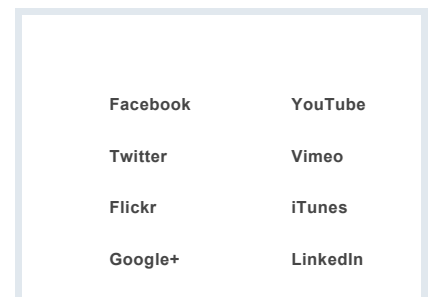 Facebook
YouTube
Twitter
Vimeo
Flickr
iTunes
Google+
LinkedIn